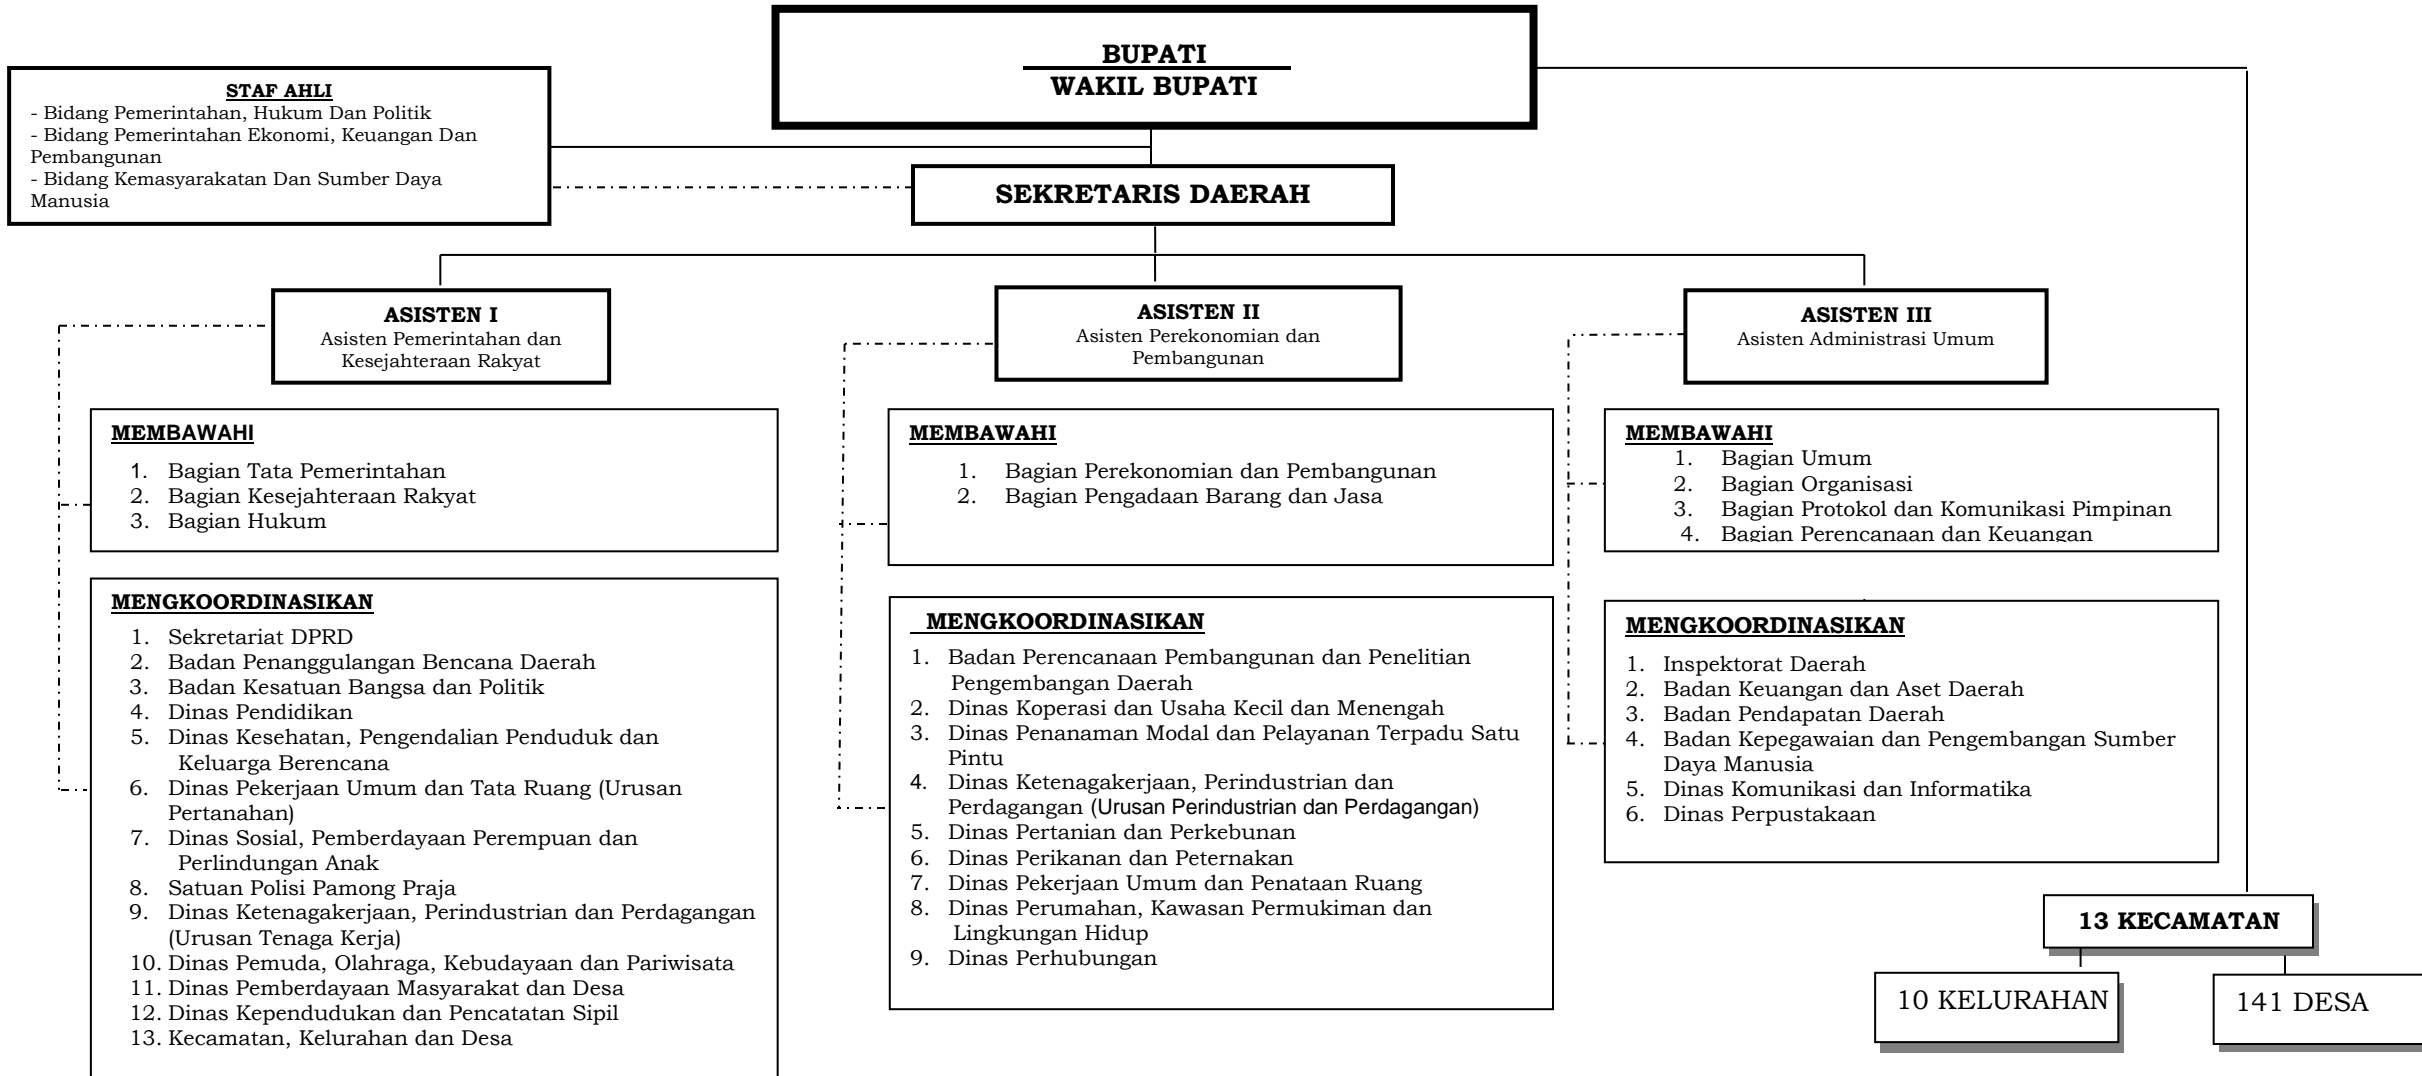 BUPATI
WAKIL BUPATI
STAF AHLI
- Bidang Pemerintahan, Hukum Dan Politik
- Bidang Pemerintahan Ekonomi, Keuangan Dan
Pembangunan
- Bidang Kemasyarakatan Dan Sumber Daya
Manusia
SEKRETARIS DAERAH
ASISTEN I
Asisten Pemerintahan dan
Kesejahteraan Rakyat
MEMBAWAHI
1. Bagian Tata Pemerintahan
2. Bagian Kesejahteraan Rakyat
3. Bagian Hukum
MENGKOORDINASIKAN
1. Sekretariat DPRD
2. Badan Penanggulangan Bencana Daerah
3. Badan Kesatuan Bangsa dan Politik
4. Dinas Pendidikan
5. Dinas Kesehatan, Pengendalian Penduduk dan
Keluarga Berencana
6. Dinas Pekerjaan Umum dan Tata Ruang (Urusan
Pertanahan)
7. Dinas Sosial, Pemberdayaan Perempuan dan
Perlindungan Anak
8. Satuan Polisi Pamong Praja
9. Dinas Ketenagakerjaan, Perindustrian dan Perdagangan
(Urusan Tenaga Kerja)
10. Dinas Pemuda, Olahraga, Kebudayaan dan Pariwisata
11. Dinas Pemberdayaan Masyarakat dan Desa
12. Dinas Kependudukan dan Pencatatan Sipil
13. Kecamatan, Kelurahan dan Desa
ASISTEN II
Asisten Perekonomian dan
Pembangunan
MEMBAWAHI
1. Bagian Perekonomian dan Pembangunan
2. Bagian Pengadaan Barang dan Jasa
MENGKOORDINASIKAN
1. Badan Perencanaan Pembangunan dan Penelitian
Pengembangan Daerah
2. Dinas Koperasi dan Usaha Kecil dan Menengah
3. Dinas Penanaman Modal dan Pelayanan Terpadu Satu
Pintu
4. Dinas Ketenagakerjaan, Perindustrian dan
Perdagangan (Urusan Perindustrian dan Perdagangan)
5. Dinas Pertanian dan Perkebunan
6. Dinas Perikanan dan Peternakan
7. Dinas Pekerjaan Umum dan Penataan Ruang
8. Dinas Perumahan, Kawasan Permukiman dan
Lingkungan Hidup
9. Dinas Perhubungan
ASISTEN III
Asisten Administrasi Umum
MEMBAWAHI
1. Bagian Umum
2. Bagian Organisasi
3. Bagian Protokol dan Komunikasi Pimpinan
4. Bagian Perencanaan dan Keuangan
MENGKOORDINASIKAN
1. Inspektorat Daerah
2. Badan Keuangan dan Aset Daerah
3. Badan Pendapatan Daerah
4. Badan Kepegawaian dan Pengembangan Sumber
Daya Manusia
5. Dinas Komunikasi dan Informatika
6. Dinas Perpustakaan
13 KECAMATAN
10 KELURAHAN
141 DESA